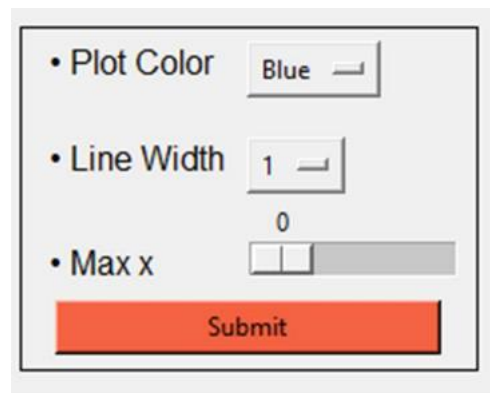 • Plot Color Blue
• Line Width 1
0
• Max x
Submit